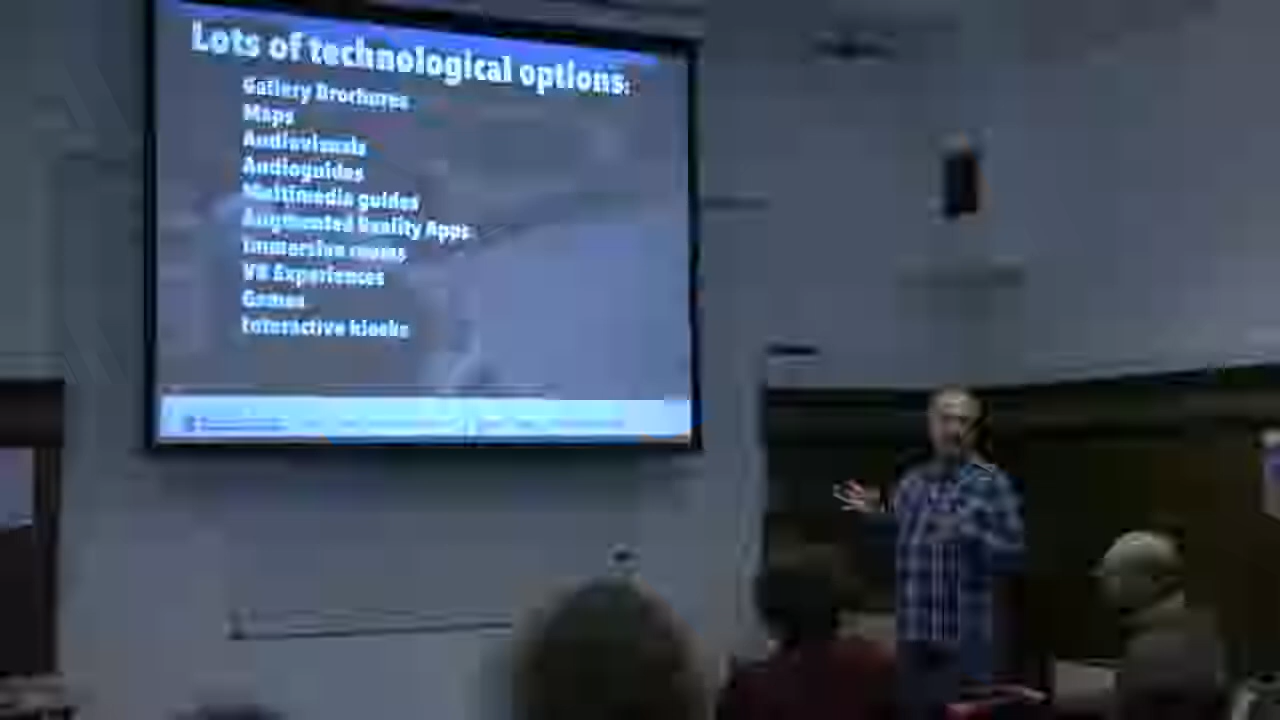 Lots of technological options:
Gallery Brochures
Maps
Audiovisuals
Audioguides
Multimedia guides
Augmented Reality Apps
Immersive rooms
VR Experiences
Games
Interactive kiosks